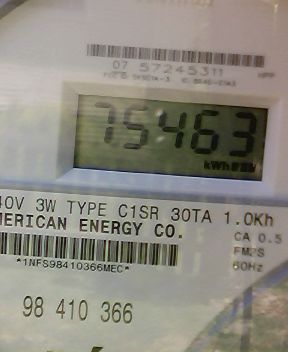 07 57245311
75463
kWh
40V 3W TYPE C1SR 30TA 1.0Kh
MERICAN ENERGY CO.
CA 0.5
FM2S
60Hz
*1NFS98410366MEC*
98 410 366